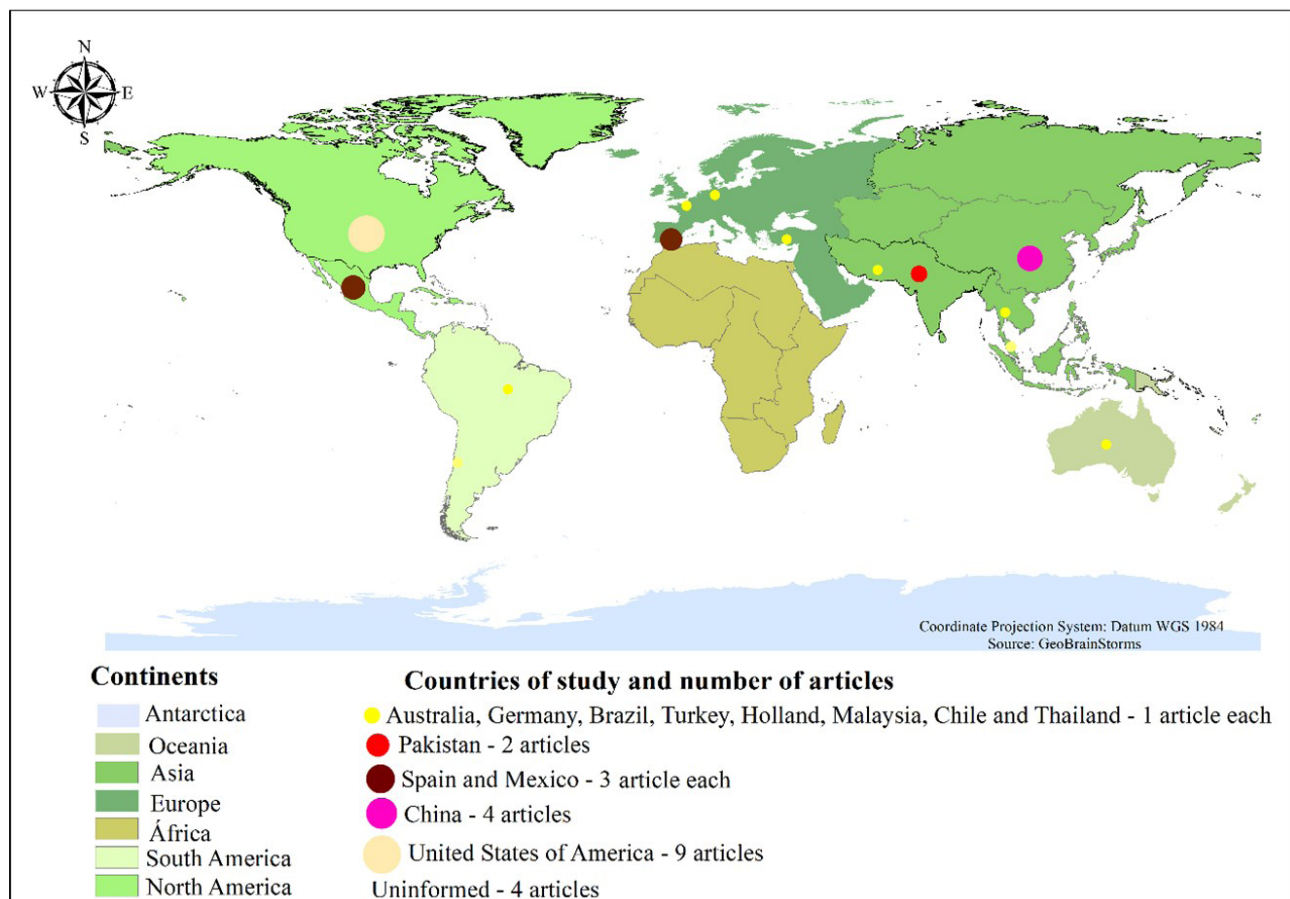 N
W
E
S
Coordinate Projection System: Datum WGS 1984
Source: GeoBrainStorms
Continents
Antarctica
Oceania
Asia
Europe
África
South America
North America
Countries of study and number of articles
Australia, Germany, Brazil, Turkey, Holland, Malaysia, Chile and Thailand - 1 article each
Pakistan - 2 articles
Spain and Mexico - 3 article each
China - 4 articles
United States of America - 9 articles
Uninformed - 4 articles